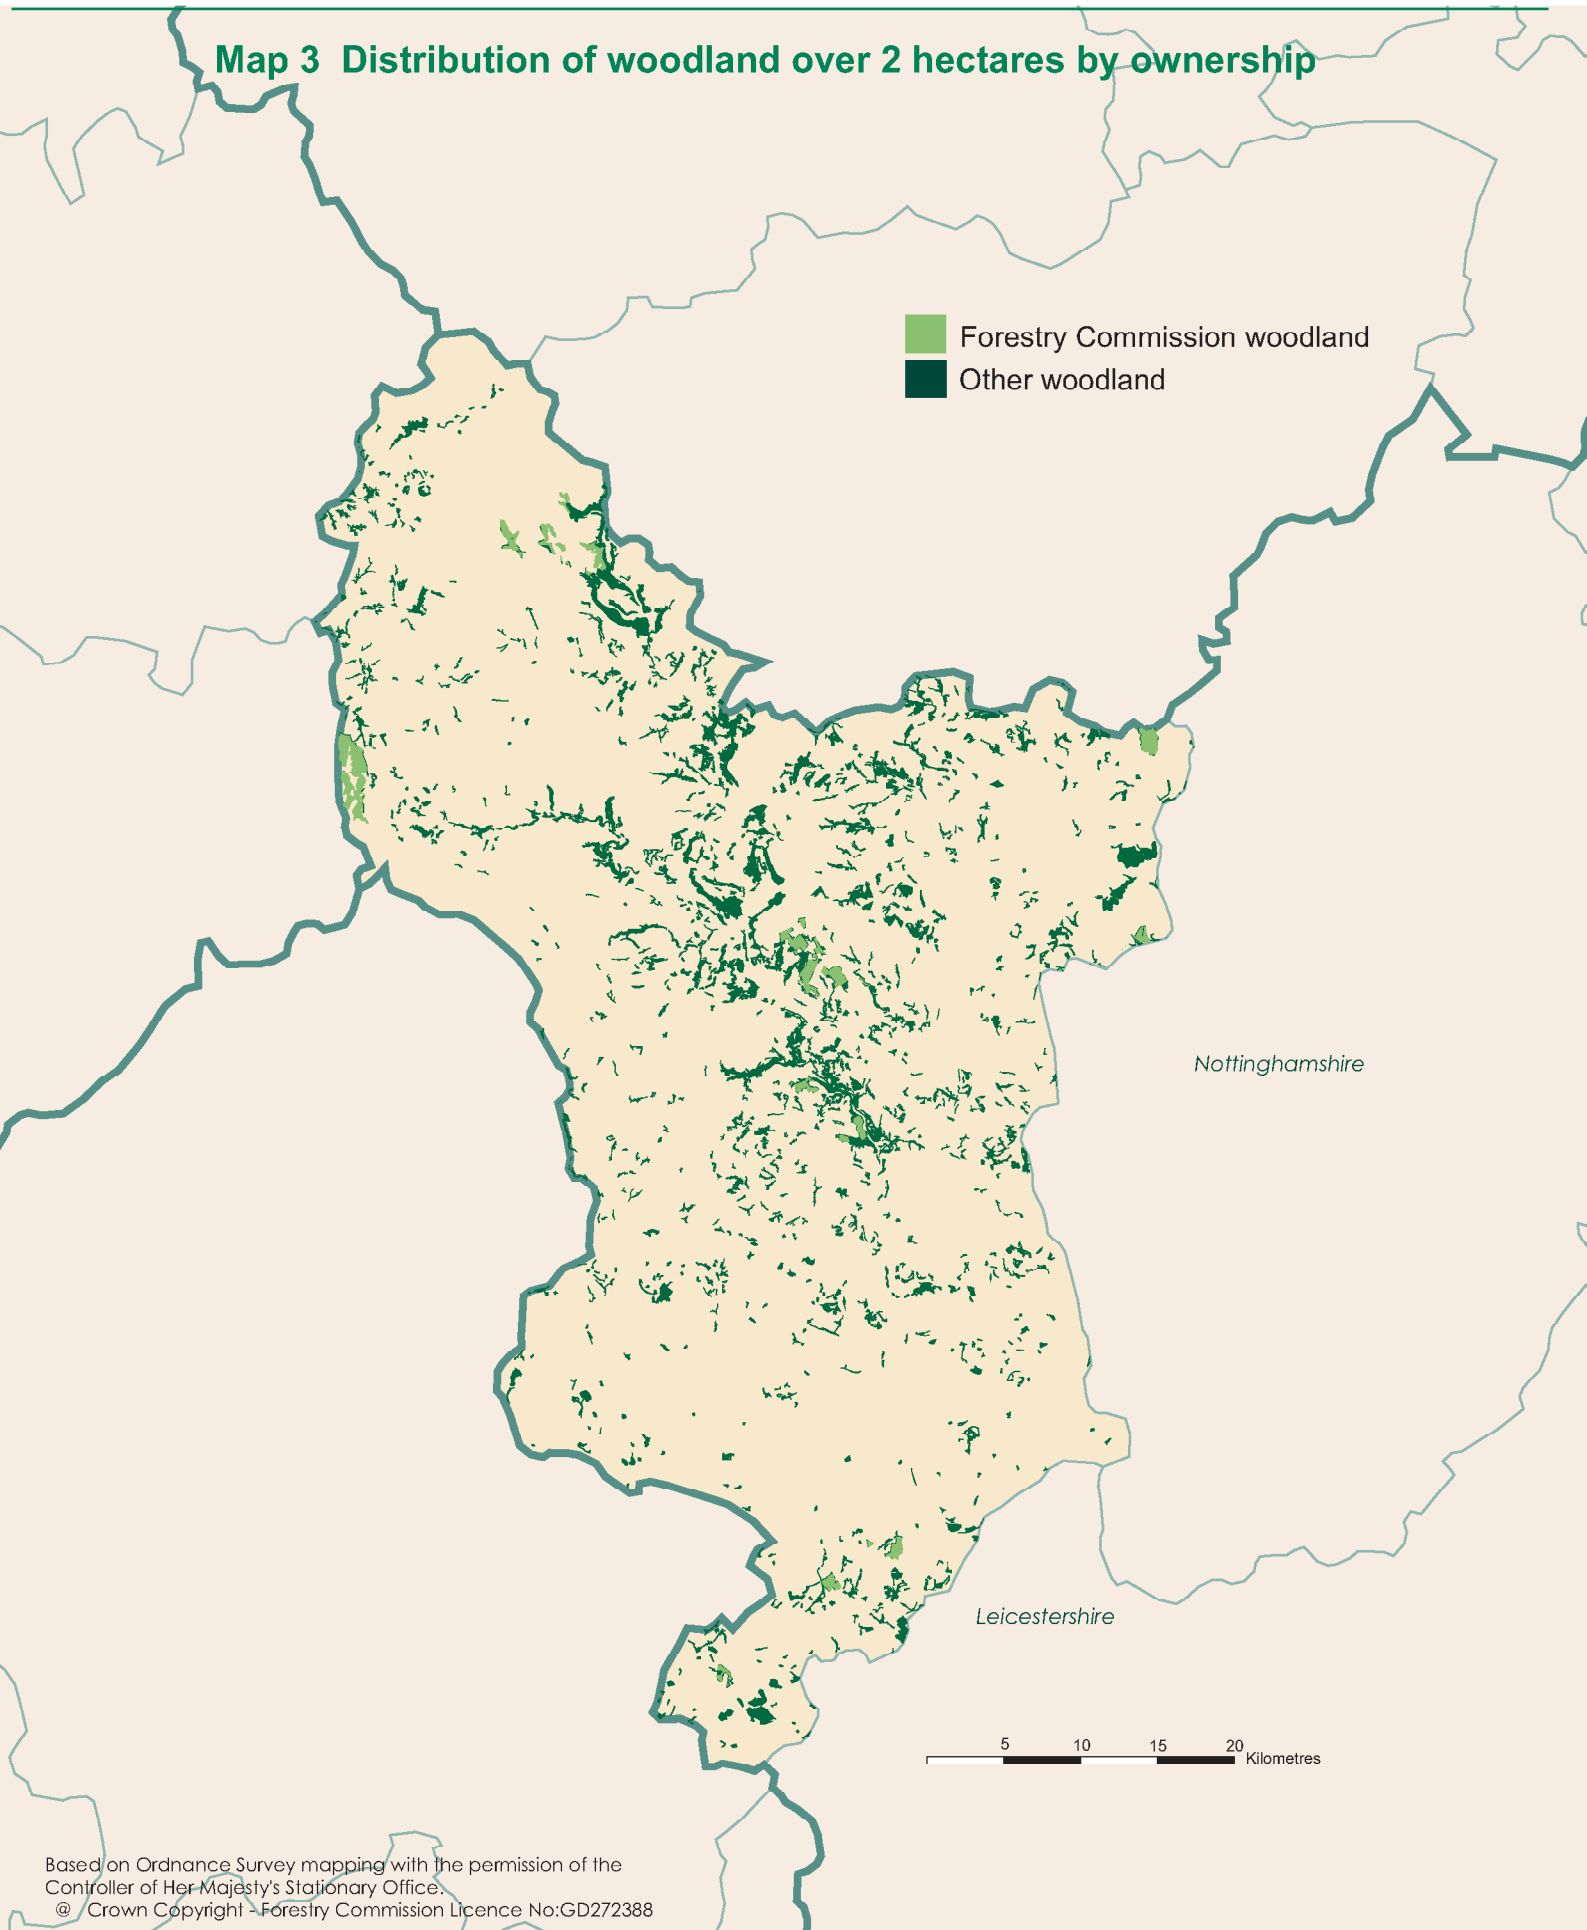 Map 3 Distribution of woodland over 2 hectares by ownership
Forestry Commission woodland
Other woodland
Nottinghamshire
Leicestershire
5 10 15 20
Kilometres
Based on Ordnance Survey mapping with the permission of the
Controller of Her Majesty's Stationary Office.
@ Crown Copyright - Forestry Commission Licence No:GD272388